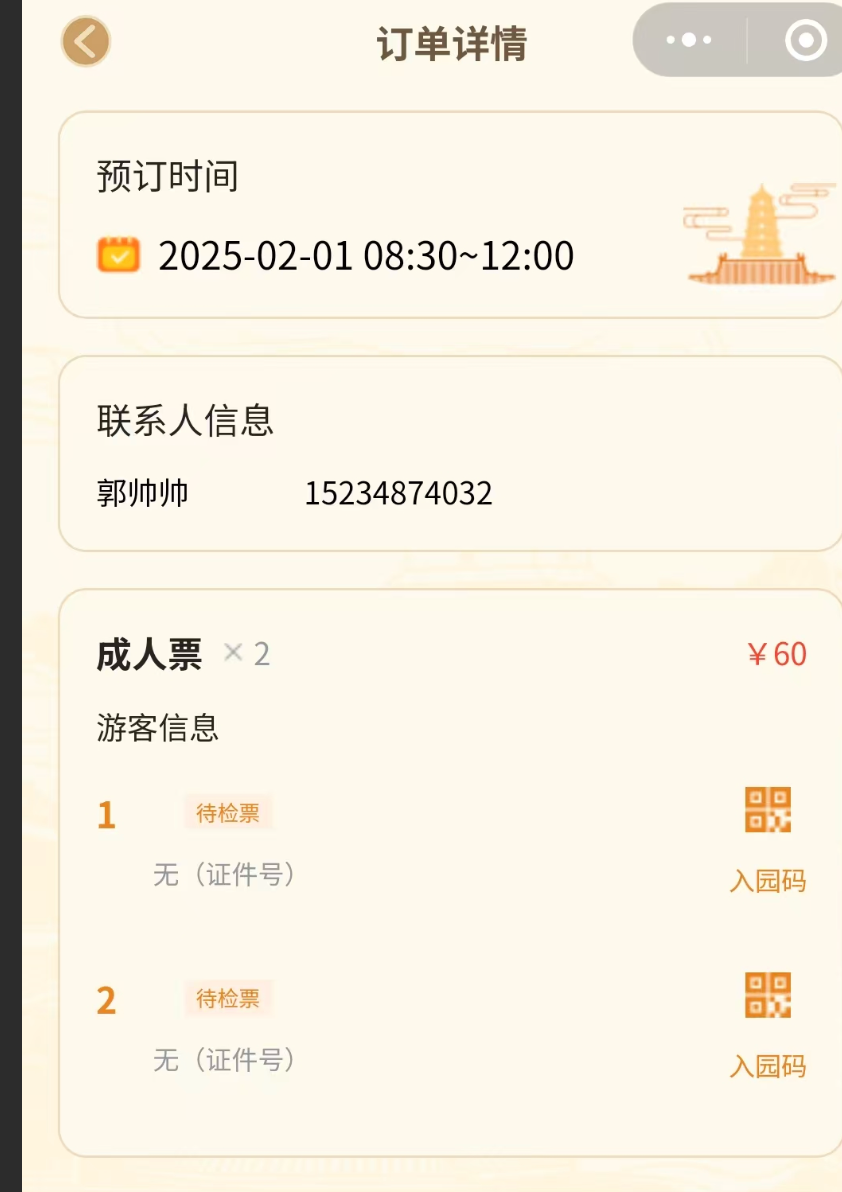 订单详情
预订时间
2025-02-01 08:30~12:00
联系人信息
郭帅帅 15234874032
成人票 × 2 ￥60
游客信息
1 待检票
无（证件号）
入园码
2 待检票
无（证件号）
入园码